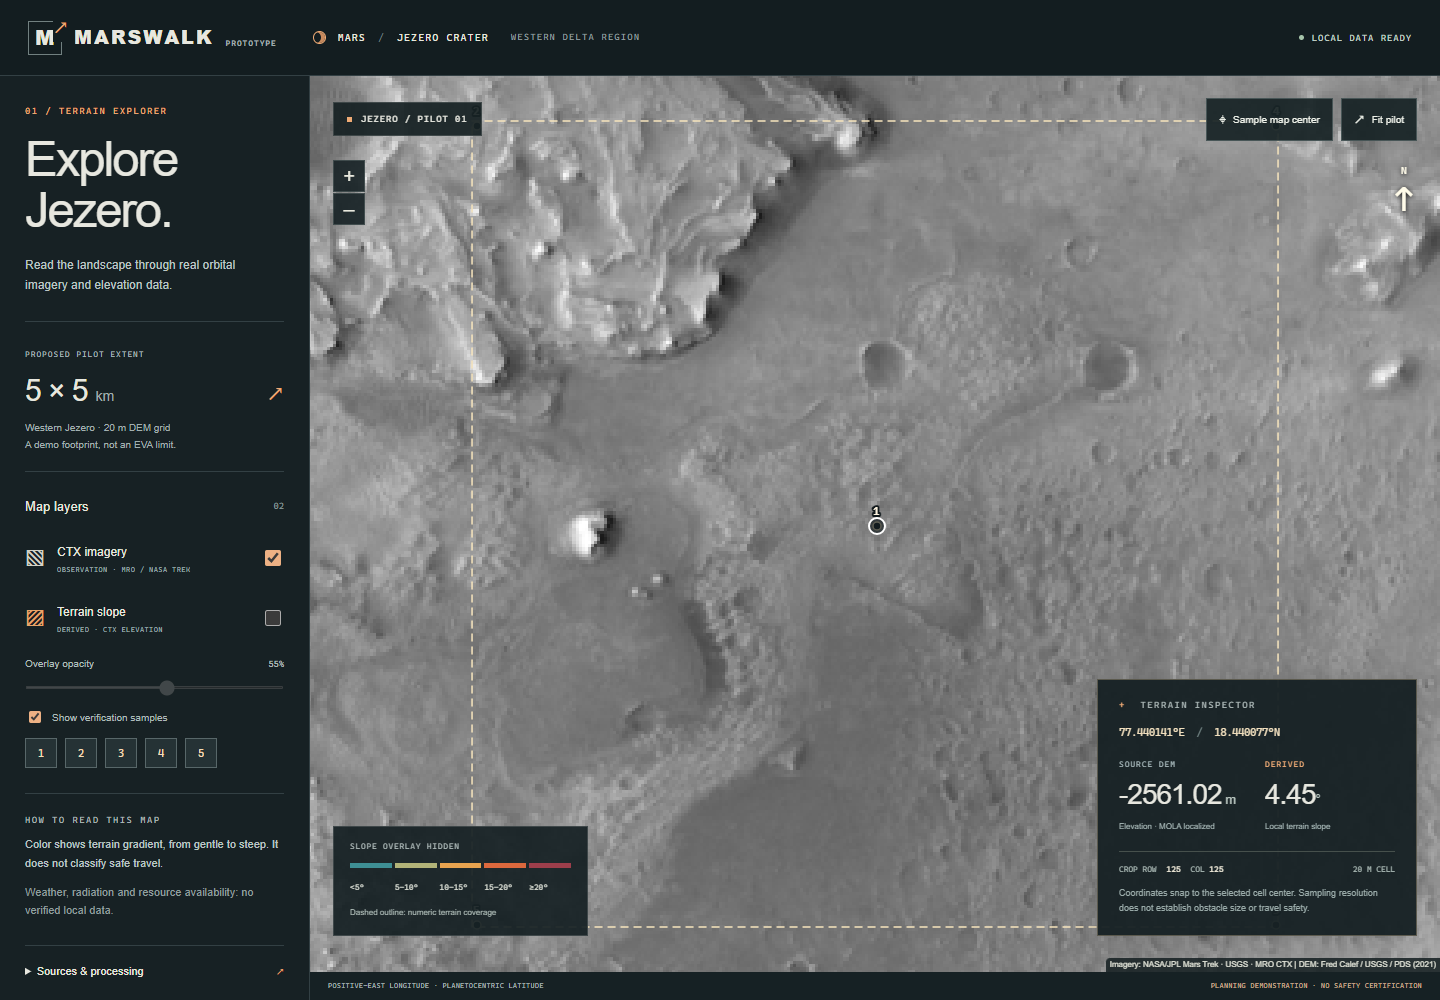 M MARSWALK PROTOTYPE
MARS / JEZERO CRATER WESTERN DELTA REGION
LOCAL DATA READY
01 / TERRAIN EXPLORER
Explore
Jezero.
Read the landscape through real orbital
imagery and elevation data.
PROPOSED PILOT EXTENT
5 × 5 km
Western Jezero · 20 m DEM grid
A demo footprint, not an EVA limit.
Map layers 02
CTX imagery
OBSERVATION · MRO / NASA TREK
Terrain slope
DERIVED · CTX ELEVATION
Overlay opacity 55%
Show verification samples
1 2 3 4 5
HOW TO READ THIS MAP
Color shows terrain gradient, from gentle to steep. It
does not classify safe travel.
Weather, radiation and resource availability: no
verified local data.
Sources & processing
JEZERO / PILOT 01
+
−
Sample map center
Fit pilot
N
1
SLOPE OVERLAY HIDDEN
<5° 5–10° 10–15° 15–20° ≥20°
Dashed outline: numeric terrain coverage
+ TERRAIN INSPECTOR
77.440141°E / 18.440077°N
SOURCE DEM DERIVED
-2561.02 m 4.45°
Elevation · MOLA localized Local terrain slope
CROP ROW 125 COL 125 20 M CELL
Coordinates snap to the selected cell center. Sampling resolution
does not establish obstacle size or travel safety.
Imagery: NASA/JPL Mars Trek · USGS · MRO CTX | DEM: Fred Calef / USGS / PDS (2021)
POSITIVE-EAST LONGITUDE · PLANETOCENTRIC LATITUDE
PLANNING DEMONSTRATION · NO SAFETY CERTIFICATION